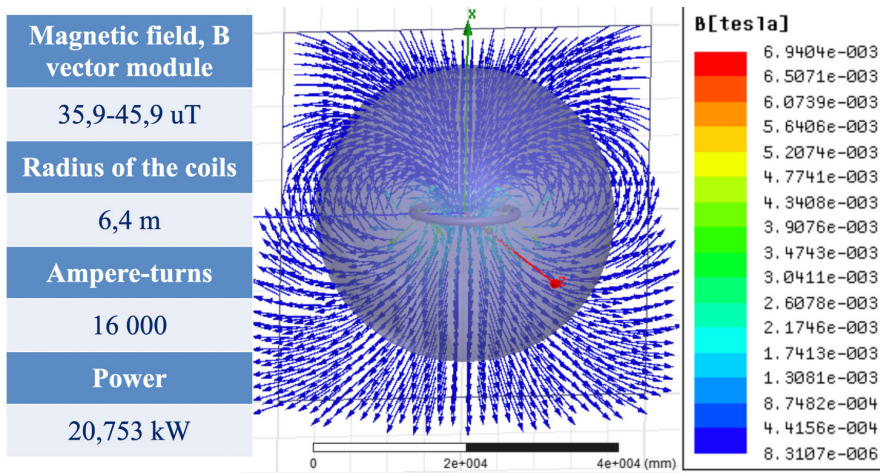 Magnetic field, B
vector module
35,9-45,9 uT
Radius of the coils
6,4 m
Ampere-turns
16 000
Power
20,753 kW
X
0
2e+004
4e+004 (mm)
B[tesla]
6.9404e-003
6.5071e-003
6.0739e-003
5.6406e-003
5.2074e-003
4.7741e-003
4.3408e-003
3.9076e-003
3.4743e-003
3.0411e-003
2.6078e-003
2.1746e-003
1.7413e-003
1.3081e-003
8.7482e-004
4.4156e-004
8.3107e-006